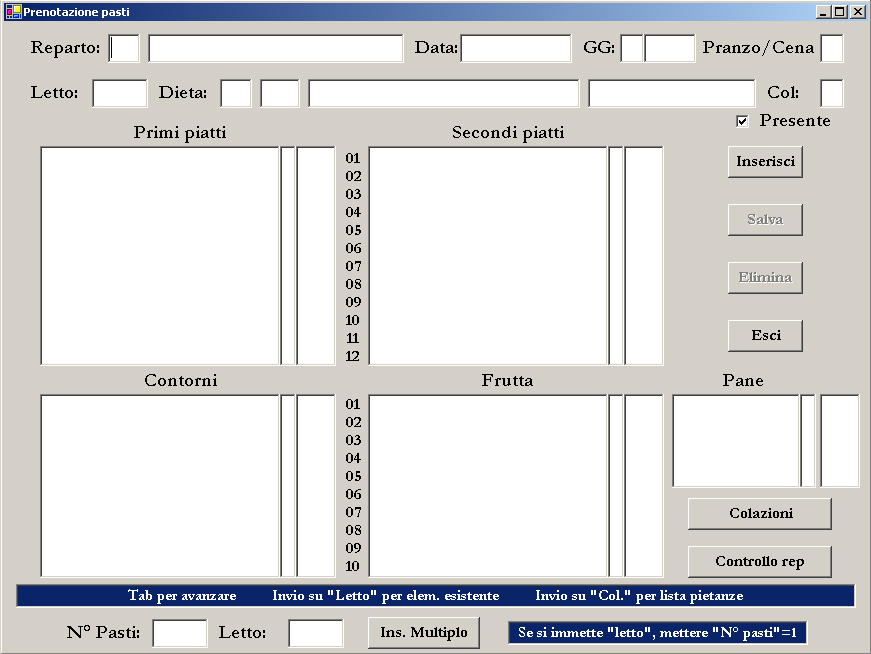 Prenotazione pasti
Reparto: Data: GG: Pranzo/Cena
Letto: Dieta: Col:
Presente
Primi piatti Secondi piatti
Inserisci
Salva
Elimina
Esci
01
02
03
04
05
06
07
08
09
10
11
12
Contorni Frutta Pane
01
02
03
04
05
06
07
08
09
10
Colazioni
Controllo rep
Tab per avanzare Invio su "Letto" per elem. esistente Invio su "Col." per lista pietanze
N° Pasti: Letto: Ins. Multiplo Se si immette "letto", mettere "N° pasti"=1